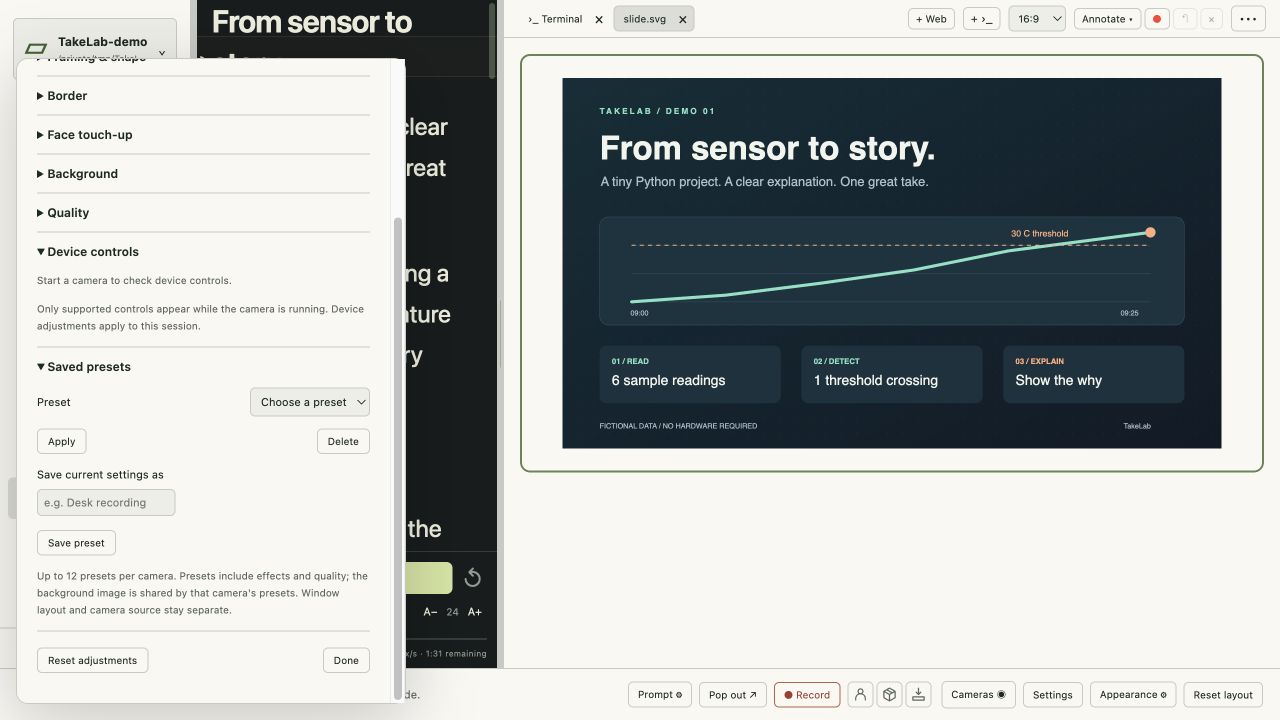 TakeLab-demo
Border
Face touch-up
Background
Quality
Device controls
Start a camera to check device controls.
Only supported controls appear while the camera is running. Device
adjustments apply to this session.
Saved presets
Preset
Choose a preset
Apply
Delete
Save current settings as
e.g. Desk recording
Save preset
Up to 12 presets per camera. Presets include effects and quality; the
background image is shared by that camera's presets. Window
layout and camera source stay separate.
Reset adjustments
Done
From sensor to
clear
reat
ng a
ture
ry
the
A− 24 A+
x/s · 1:31 remaining
de.
›_ Terminal ×
slide.svg ×
+ Web
+ ›_
16:9
Annotate
TAKELAB / DEMO 01
From sensor to story.
A tiny Python project. A clear explanation. One great take.
30 C threshold
09:00
09:25
01 / READ
6 sample readings
02 / DETECT
1 threshold crossing
03 / EXPLAIN
Show the why
FICTIONAL DATA / NO HARDWARE REQUIRED
TakeLab
Prompt
Pop out ↗
Record
Cameras
Settings
Appearance
Reset layout